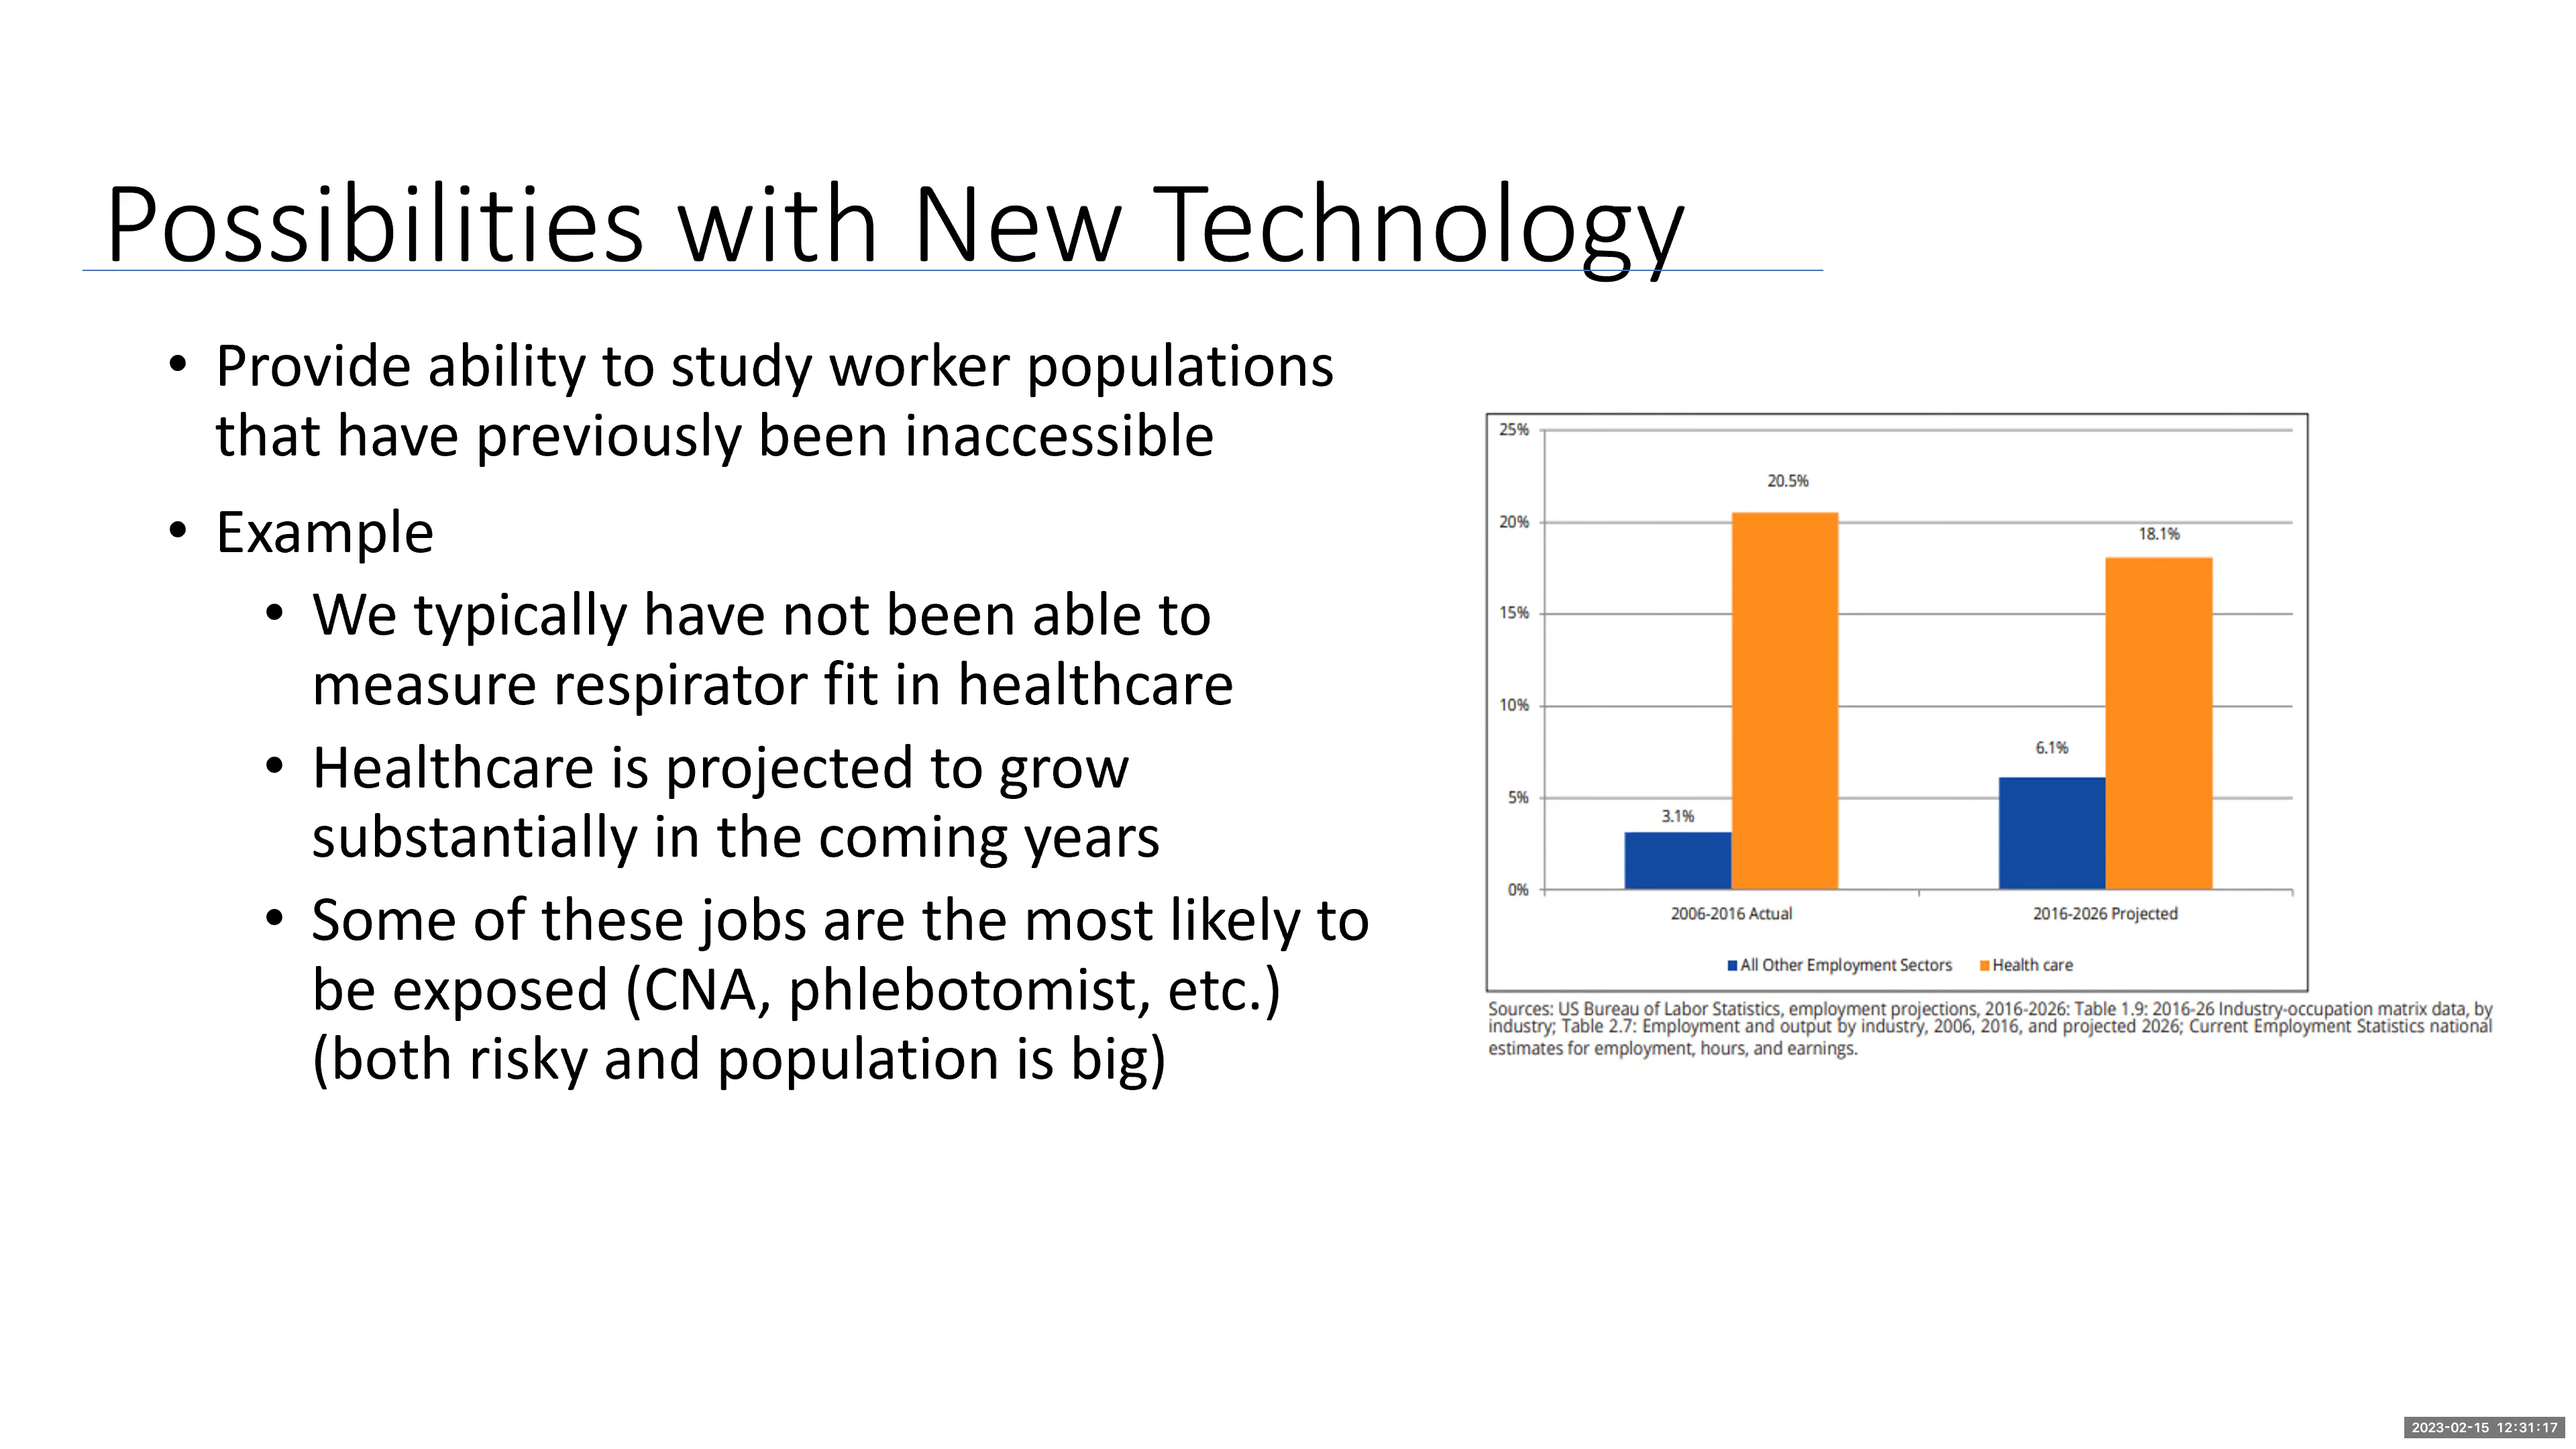 Possibilities with New Technology
• Provide ability to study worker populations
that have previously been inaccessible
• Example
• We typically have not been able to
measure respirator fit in healthcare
• Healthcare is projected to grow
substantially in the coming years
• Some of these jobs are the most likely to
be exposed (CNA, phlebotomist, etc.)
(both risky and population is big)
25%
20%
15%
10%
5%
0%
20.5%
18.1%
6.1%
3.1%
2006-2016 Actual
2016-2026 Projected
All Other Employment Sectors
Health care
Sources: US Bureau of Labor Statistics, employment projections, 2016-2026: Table 1.9: 2016-26 Industry-occupation matrix data, by
industry; Table 2.7: Employment and output by industry, 2006, 2016, and projected 2026; Current Employment Statistics national
estimates for employment, hours, and earnings.
2023-02-15 12:31:17